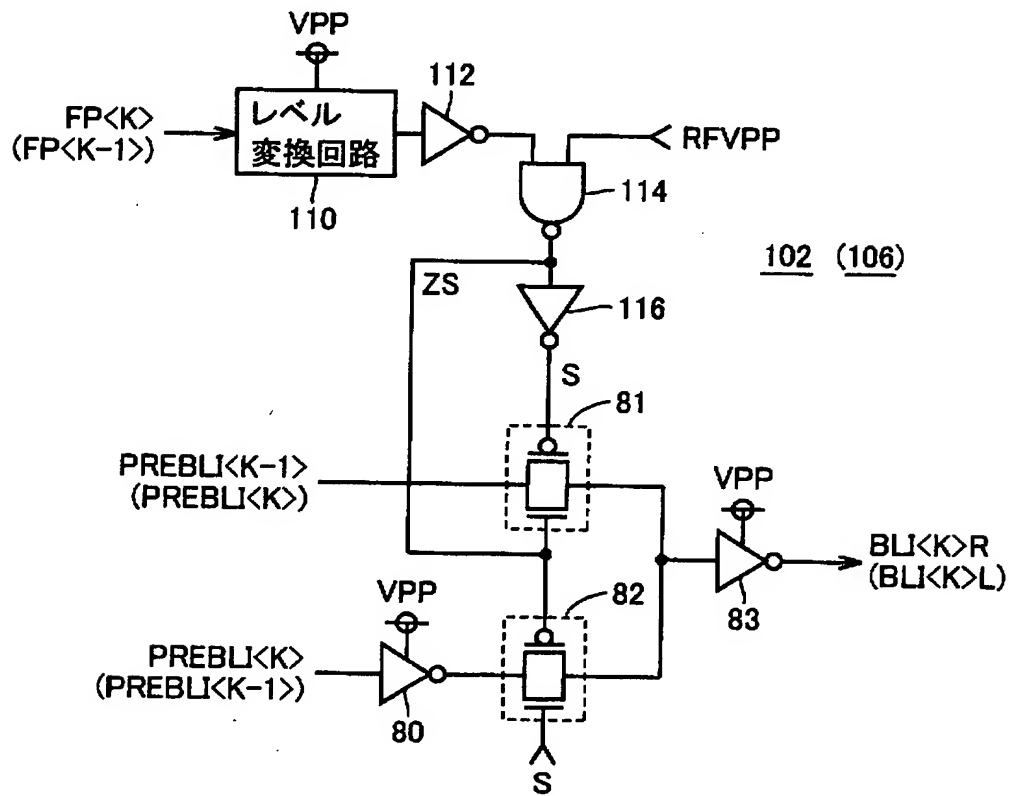 VPP
FP<K>
(FP<K-1>)
レベル
変換回路
110
112
RFVPP
114
102 (106)
ZS
116
S
81
PREBLI<K-1>
(PREBLI<K>)
VPP
BLI<K>R
(BLI<K>L)
83
82
VPP
PREBLI<K>
(PREBLI<K-1>)
80
S